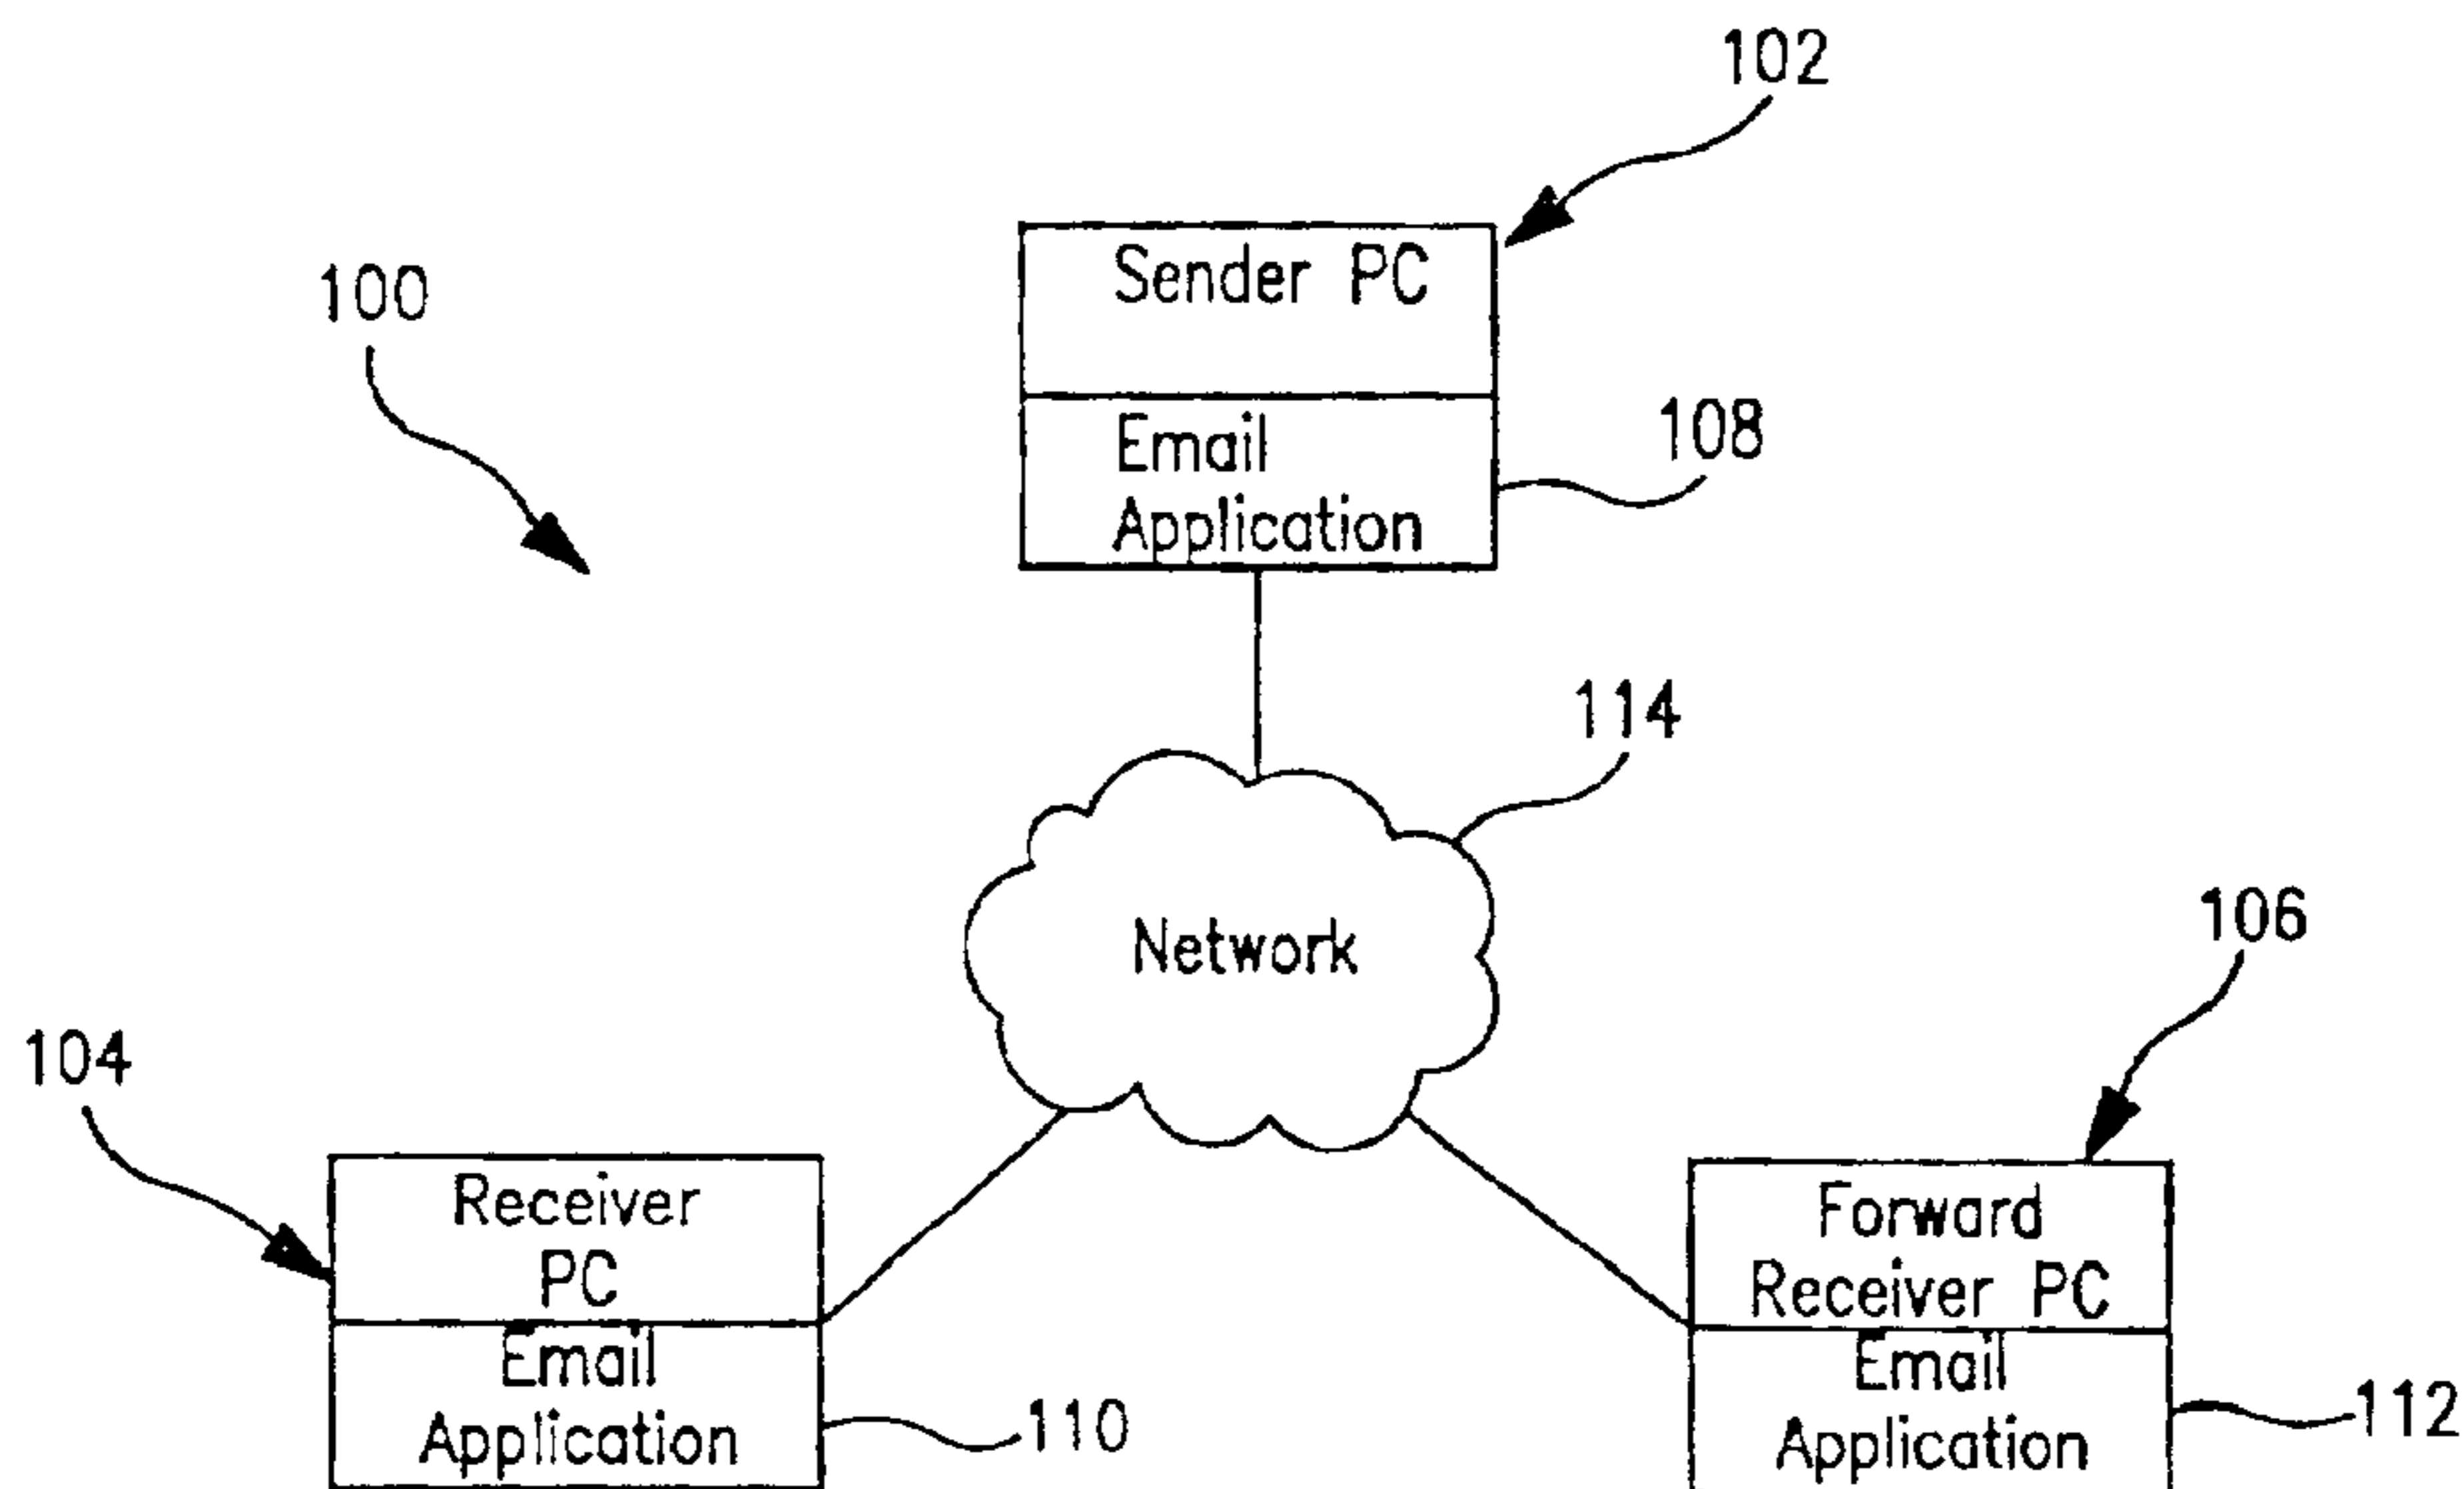 102
100
Sender PC
Email
Application
108
114
Network
106
104
Receiver
PC
Email
Application
110
Forward
Receiver PC
Email
Application
112